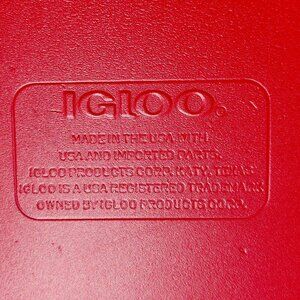 IGLOO®
MADE IN THE USA WITH
USA AND IMPORTED PARTS.
IGLOO PRODUCTS CORP. KATY, TEXAS
IGLOO IS A USA REGISTERED TRADEMARK
OWNED BY IGLOO PRODUCTS CORP.